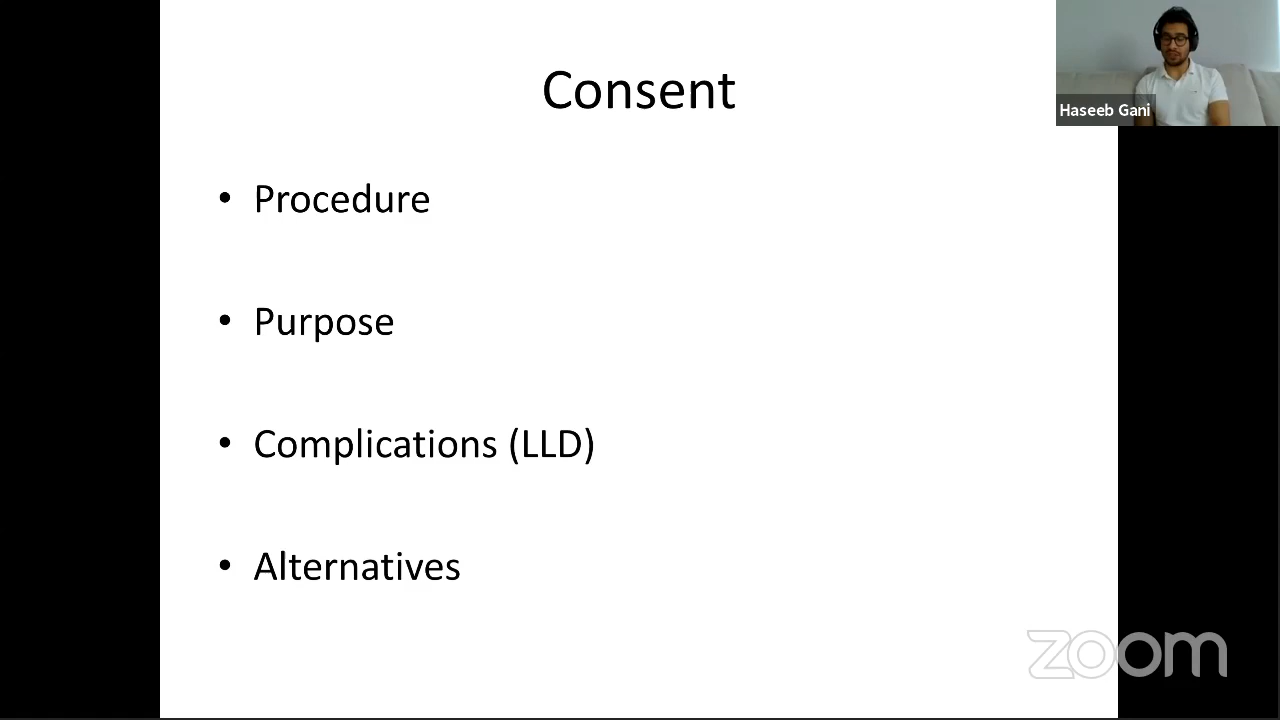 Consent
Haseeb Gani
• Procedure
• Purpose
• Complications (LLD)
• Alternatives
zoom